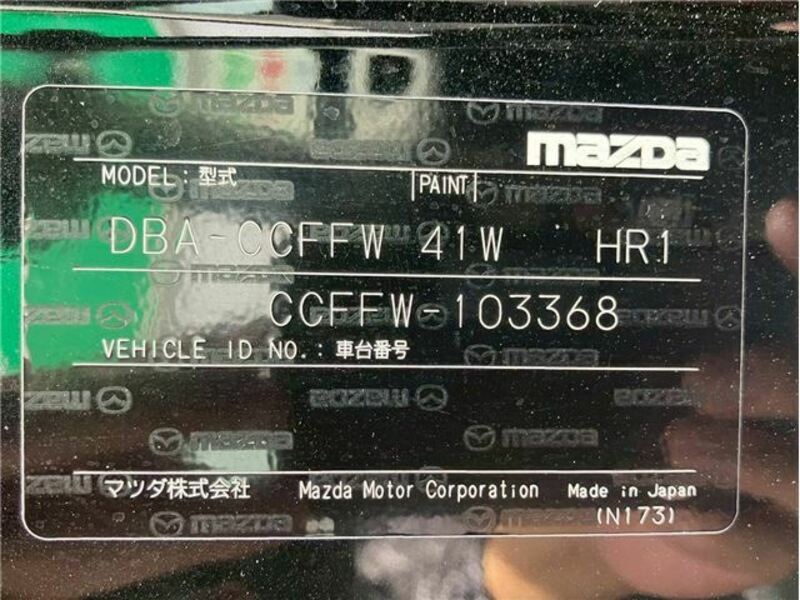 mazda
MODEL: 型式 PAINT
DBA-CCFFW 41W HR1
CCFFW-103368
VEHICLE ID NO.: 車台番号
マツダ株式会社 Mazda Motor Corporation Made in Japan
(N173)